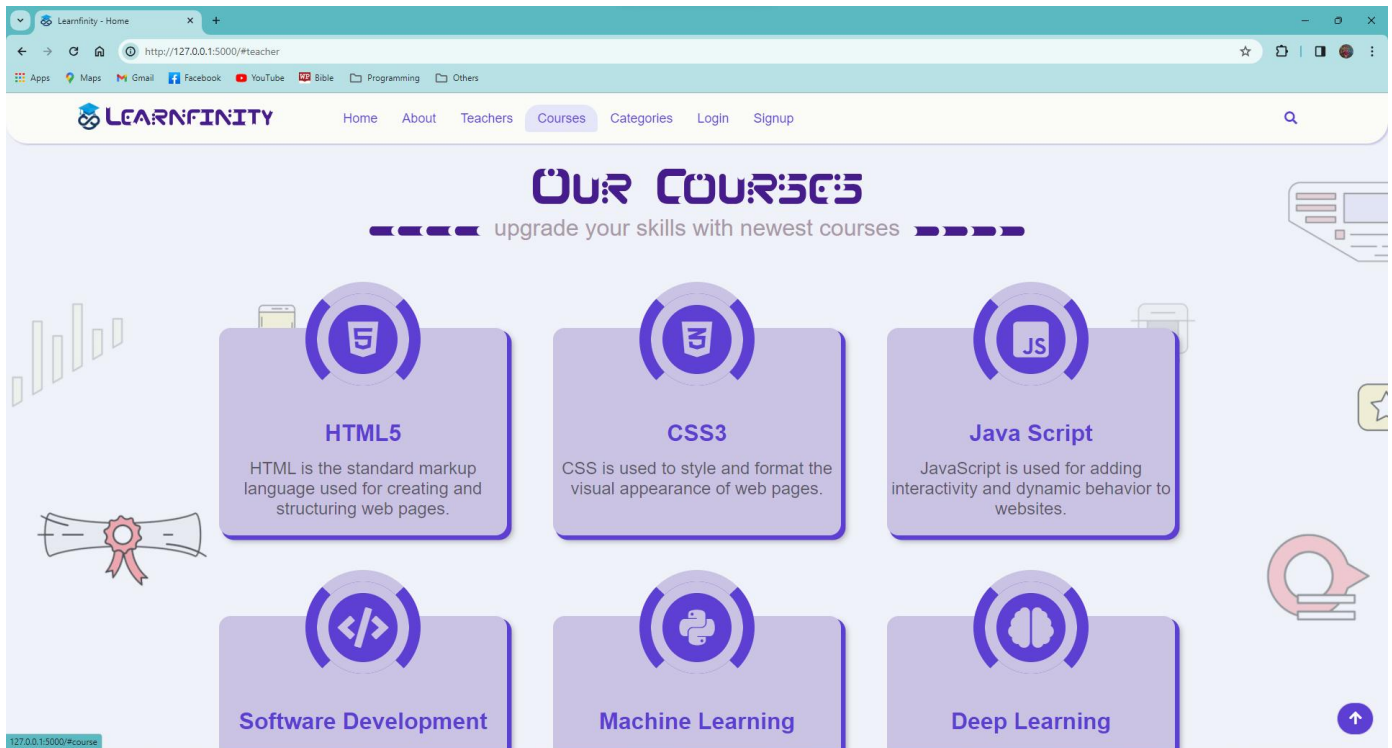 Learnfinity - Home
http://127.0.0.1:5000/#teacher
Apps Maps Gmail Facebook YouTube Bible Programming Others
LEARNFINITY Home About Teachers Courses Categories Login Signup
OUR COURSES
upgrade your skills with newest courses
HTML5
HTML is the standard markup
language used for creating and
structuring web pages.
CSS3
CSS is used to style and format the
visual appearance of web pages.
JS
Java Script
JavaScript is used for adding
interactivity and dynamic behavior to
websites.
Software Development
Machine Learning
Deep Learning
127.0.0.1:5000/#course